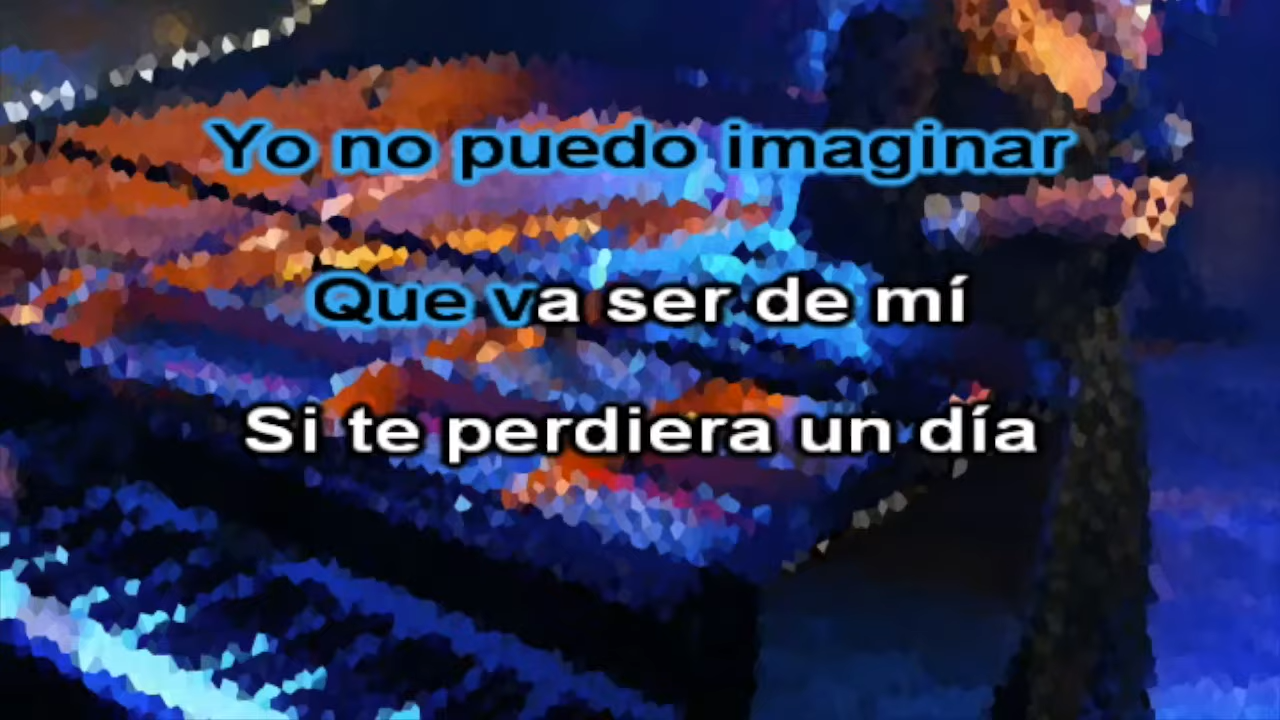 Yo no puedo imaginar
Que va ser de mí
Si te perdiera un día